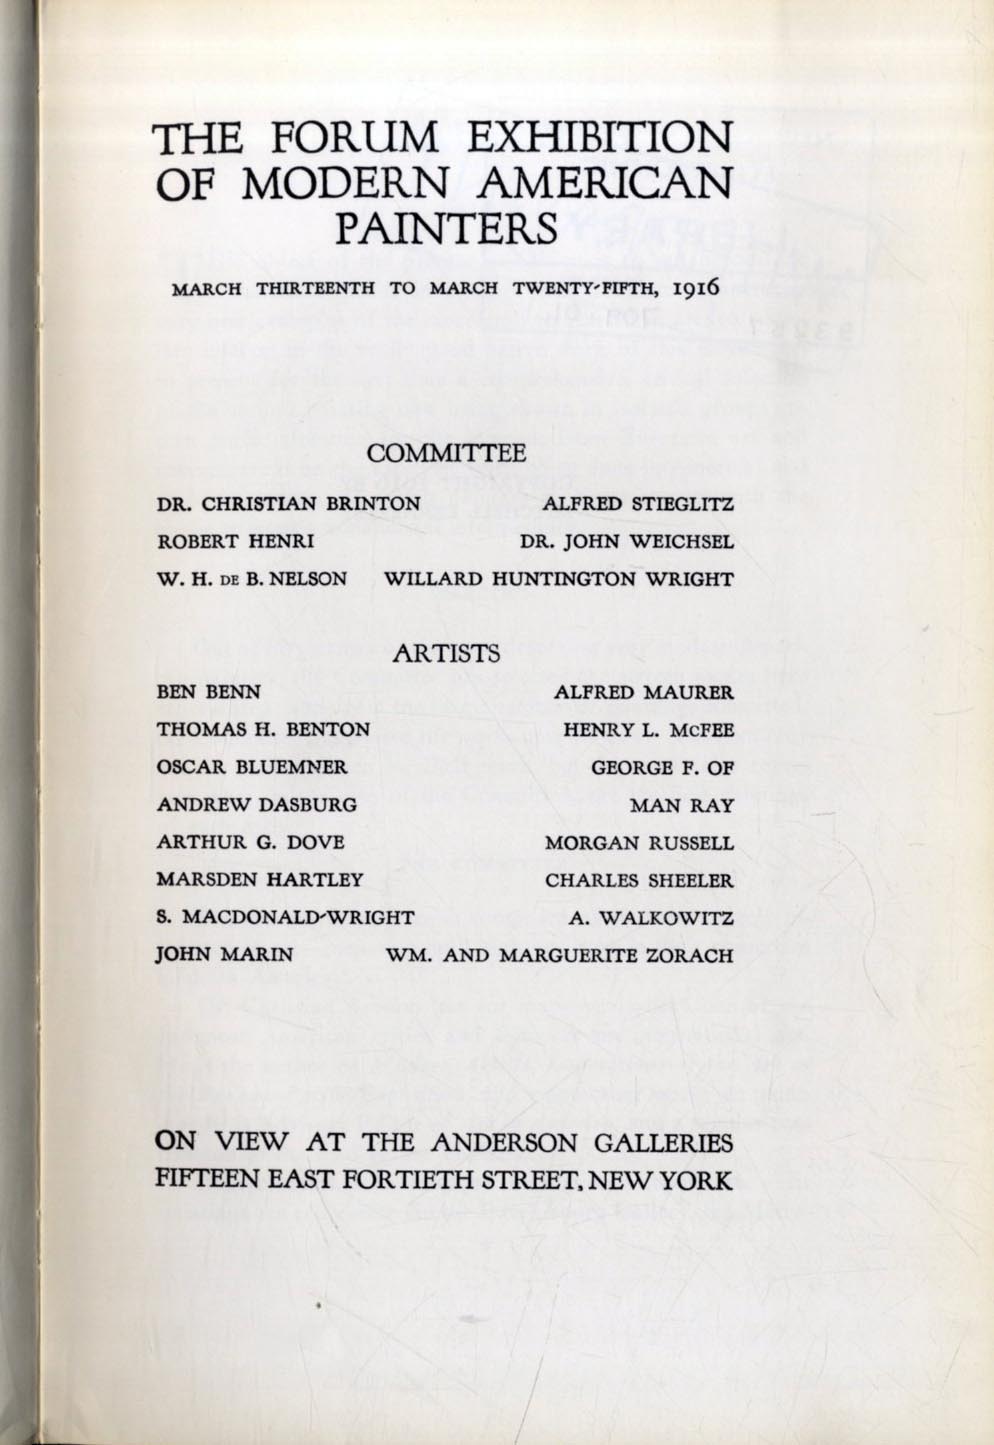 THE FORUM EXHIBITION
OF MODERN AMERICAN
PAINTERS
MARCH THIRTEENTH TO MARCH TWENTY-FIFTH, 1916
COMMITTEE
DR. CHRISTIAN BRINTON ALFRED STIEGLITZ
ROBERT HENRI DR. JOHN WEICHSEL
W. H. DE B. NELSON WILLARD HUNTINGTON WRIGHT
ARTISTS
BEN BENN ALFRED MAURER
THOMAS H. BENTON HENRY L. McFEE
OSCAR BLUEMNER GEORGE F. OF
ANDREW DASBURG MAN RAY
ARTHUR G. DOVE MORGAN RUSSELL
MARSDEN HARTLEY CHARLES SHEELER
S. MACDONALD-WRIGHT A. WALKOWITZ
JOHN MARIN WM. AND MARGUERITE ZORACH
ON VIEW AT THE ANDERSON GALLERIES
FIFTEEN EAST FORTIETH STREET, NEW YORK